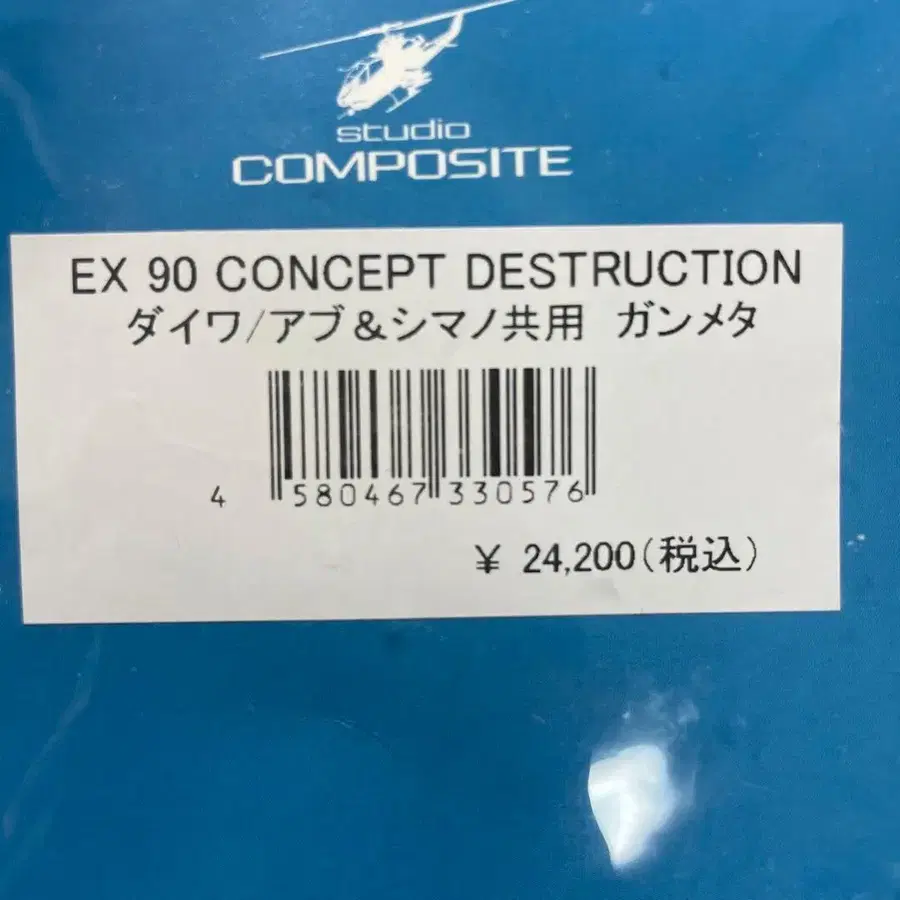 studio
COMPOSITE
EX 90 CONCEPT DESTRUCTION
ダイワ/アブ&シマノ共用 ガンメタ
4 580467 330576
¥ 24,200(税込)